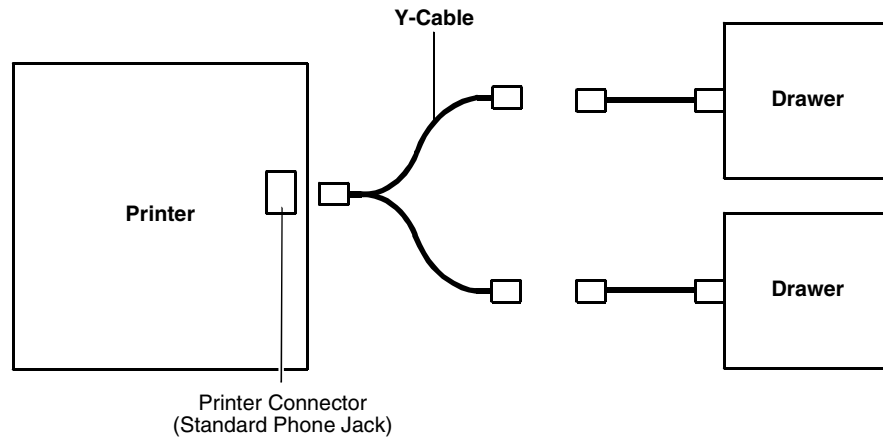 Y-Cable
Drawer
Printer
Drawer
Printer Connector
(Standard Phone Jack)